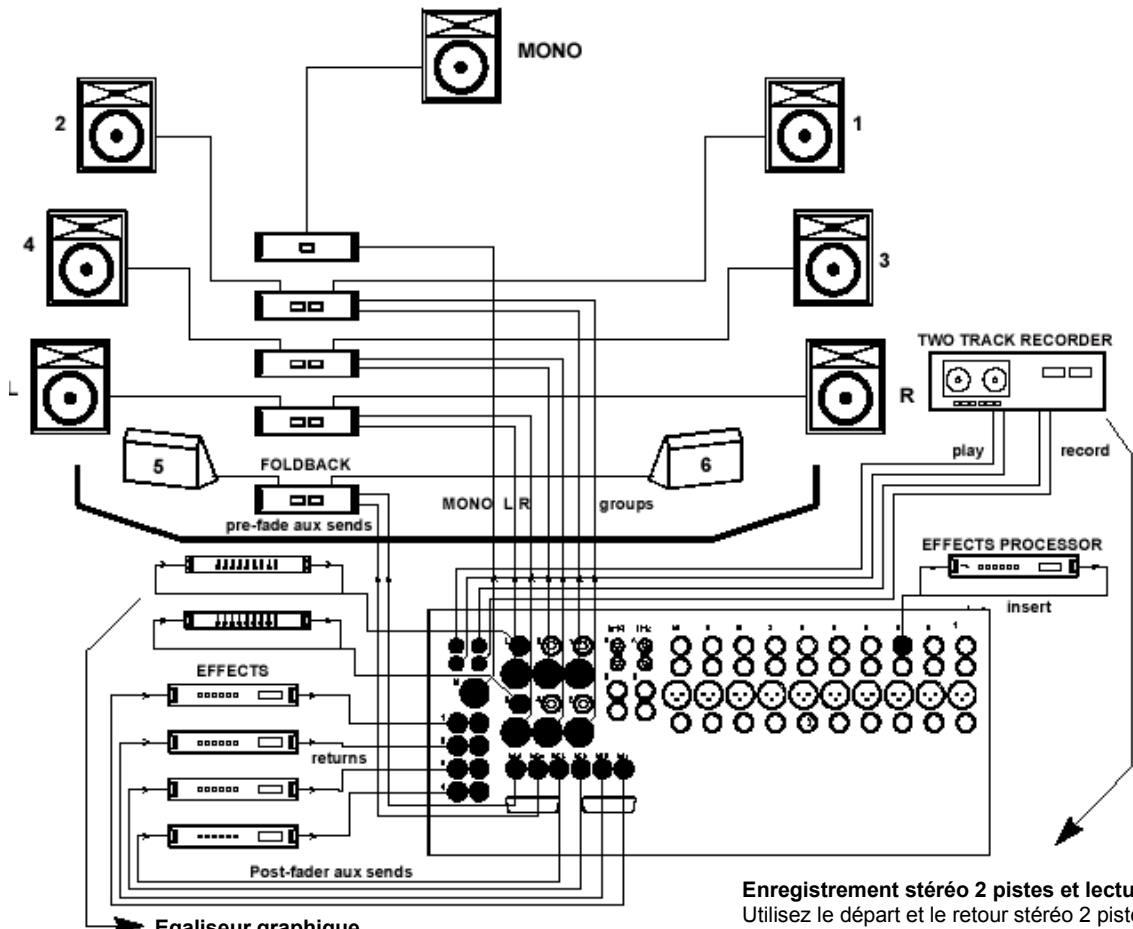 MONO
2
1
4
3
L
R
TWO TRACK RECORDER
play
record
5
FOLDBACK
6
MONO L R
groups
pre-fade aux sends
EFFECTS PROCESSOR
insert
EFFECTS
returns
Post-fader aux sends
Enregistrement stéréo 2 pistes et lectu
Utilisez le départ et le retour stéréo 2 piste
Egaliseur graphique